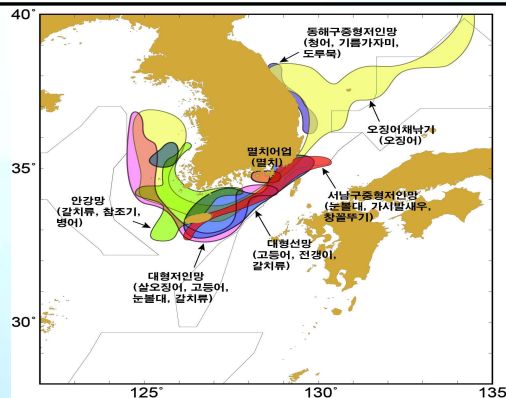 40°
동해구중형저인망
(청어, 기름가자미,
도루묵)
오징어채낚기
(오징어)
멸치어업
(멸치)
35°
안강망
(갈치류, 참조기,
병어)
서남구중형저인망
(눈볼대, 가시발새우,
창꼴뚜기)
대형선망
(고등어, 전갱이,
갈치류)
대형저인망
(살오징어, 고등어,
눈볼대, 갈치류)
30°
125°
130°
135